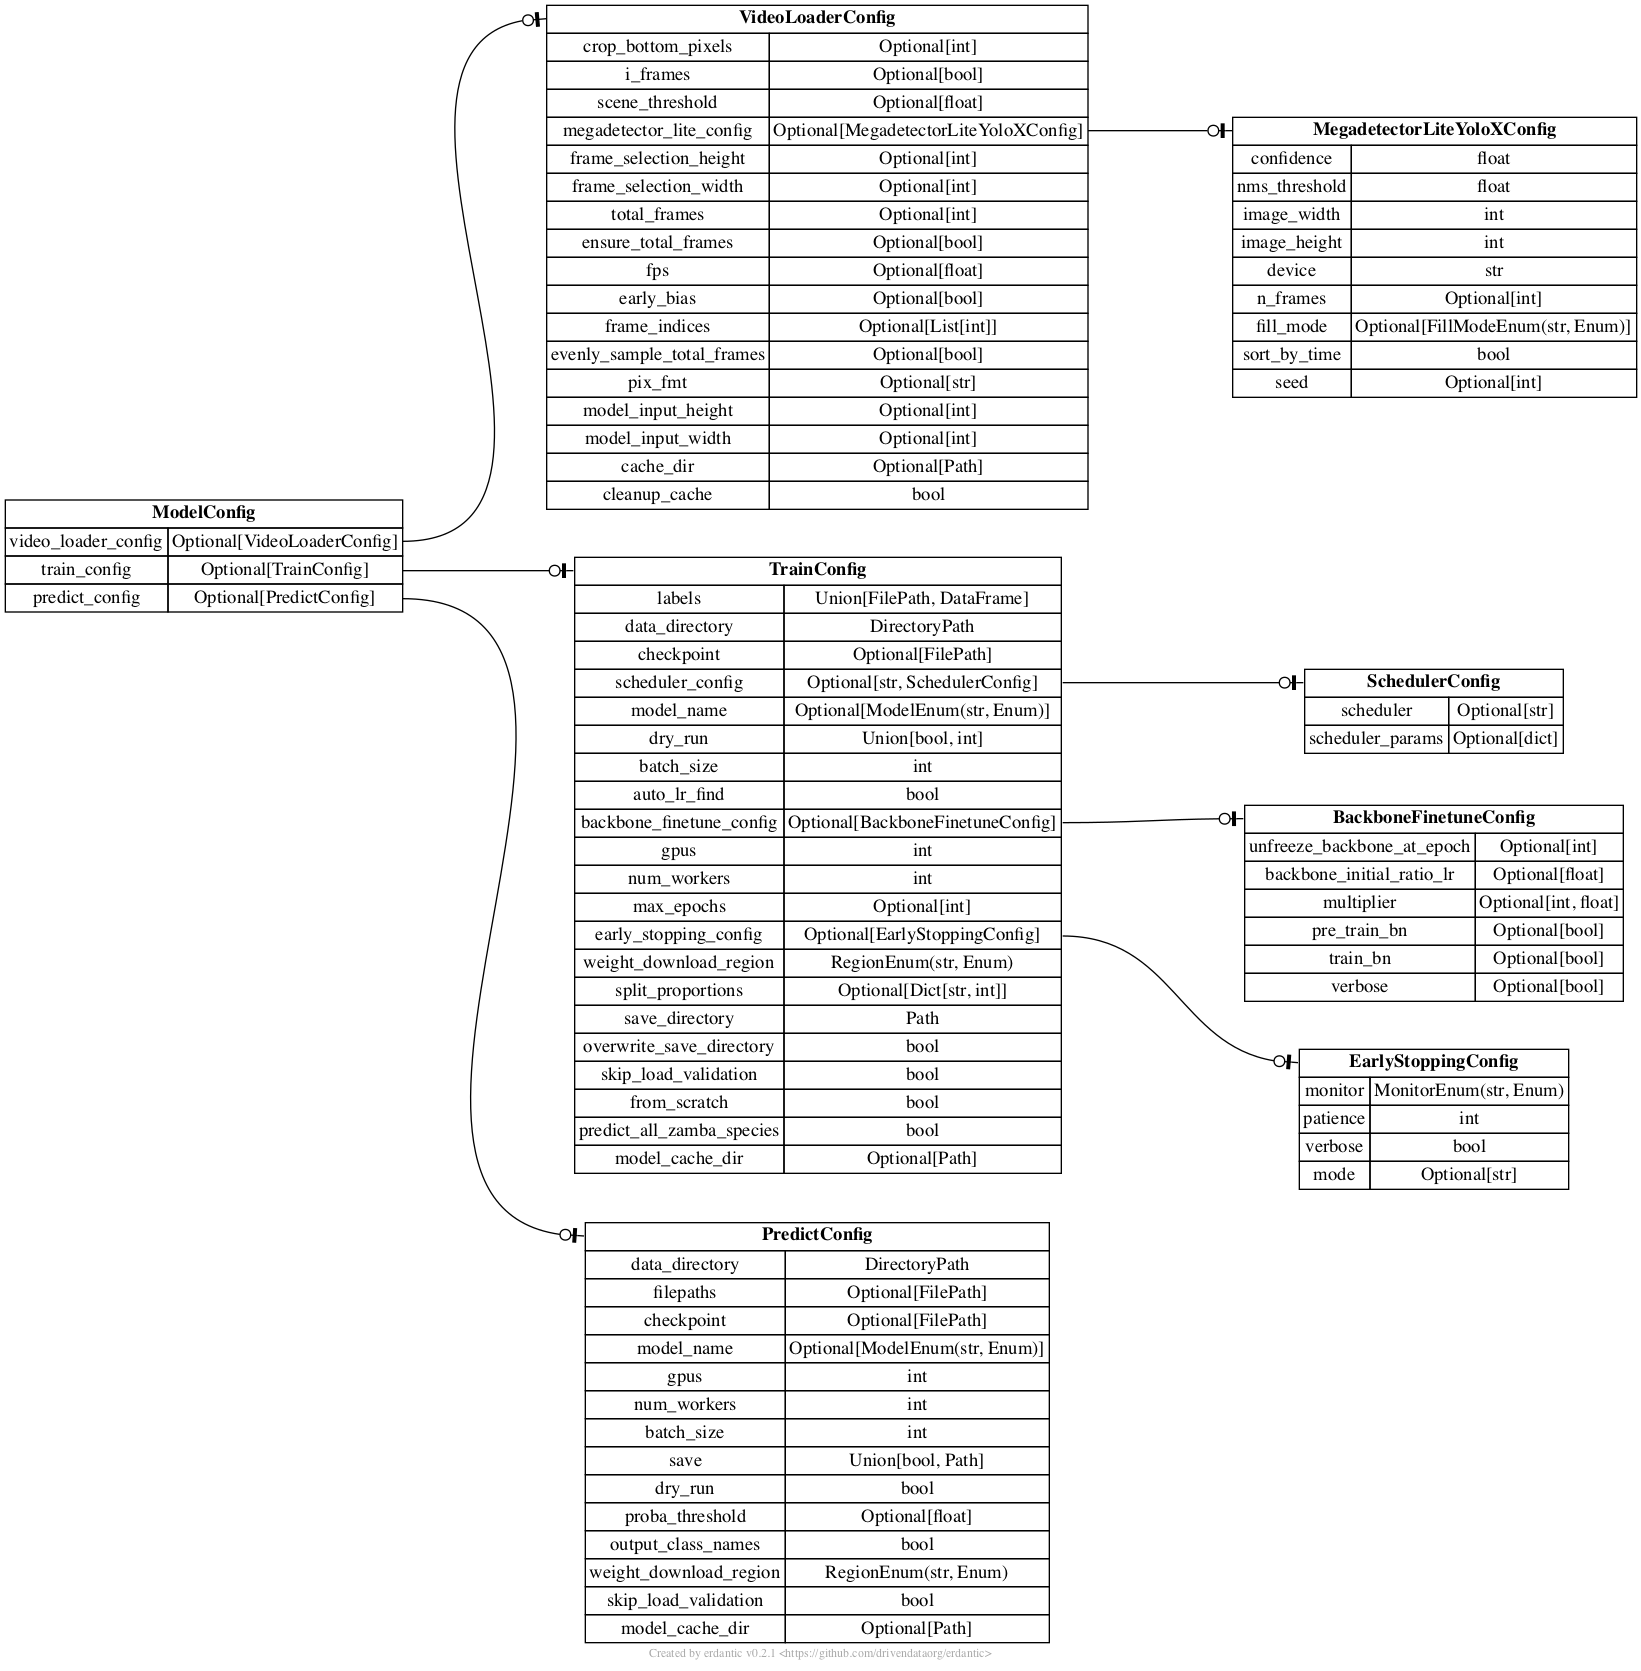 VideoLoaderConfig
crop_bottom_pixels Optional[int]
i_frames Optional[bool]
scene_threshold Optional[float]
megadetector_lite_config Optional[MegadetectorLiteYoloXConfig]
frame_selection_height Optional[int]
frame_selection_width Optional[int]
total_frames Optional[int]
ensure_total_frames Optional[bool]
fps Optional[float]
early_bias Optional[bool]
frame_indices Optional[List[int]]
evenly_sample_total_frames Optional[bool]
pix_fmt Optional[str]
model_input_height Optional[int]
model_input_width Optional[int]
cache_dir Optional[Path]
cleanup_cache bool
MegadetectorLiteYoloXConfig
confidence float
nms_threshold float
image_width int
image_height int
device str
n_frames Optional[int]
fill_mode Optional[FillModeEnum(str, Enum)]
sort_by_time bool
seed Optional[int]
ModelConfig
video_loader_config Optional[VideoLoaderConfig]
train_config Optional[TrainConfig]
predict_config Optional[PredictConfig]
TrainConfig
labels Union[FilePath, DataFrame]
data_directory DirectoryPath
checkpoint Optional[FilePath]
scheduler_config Optional[str, SchedulerConfig]
model_name Optional[ModelEnum(str, Enum)]
dry_run Union[bool, int]
batch_size int
auto_lr_find bool
backbone_finetune_config Optional[BackboneFinetuneConfig]
gpus int
num_workers int
max_epochs Optional[int]
early_stopping_config Optional[EarlyStoppingConfig]
weight_download_region RegionEnum(str, Enum)
split_proportions Optional[Dict[str, int]]
save_directory Path
overwrite_save_directory bool
skip_load_validation bool
from_scratch bool
predict_all_zamba_species bool
model_cache_dir Optional[Path]
SchedulerConfig
scheduler Optional[str]
scheduler_params Optional[dict]
BackboneFinetuneConfig
unfreeze_backbone_at_epoch Optional[int]
backbone_initial_ratio_lr Optional[float]
multiplier Optional[int, float]
pre_train_bn Optional[bool]
train_bn Optional[bool]
verbose Optional[bool]
EarlyStoppingConfig
monitor MonitorEnum(str, Enum)
patience int
verbose bool
mode Optional[str]
PredictConfig
data_directory DirectoryPath
filepaths Optional[FilePath]
checkpoint Optional[FilePath]
model_name Optional[ModelEnum(str, Enum)]
gpus int
num_workers int
batch_size int
save Union[bool, Path]
dry_run bool
proba_threshold Optional[float]
output_class_names bool
weight_download_region RegionEnum(str, Enum)
skip_load_validation bool
model_cache_dir Optional[Path]
Created by erdantic v0.2.1 <https://github.com/drivendataorg/erdantic>